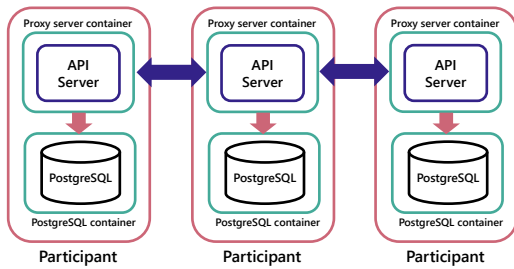 Proxy server container
API
Server
PostgreSQL
PostgreSQL container
Participant
Proxy server container
API
Server
PostgreSQL
PostgreSQL container
Participant
Proxy server container
API
Server
PostgreSQL
PostgreSQL container
Participant